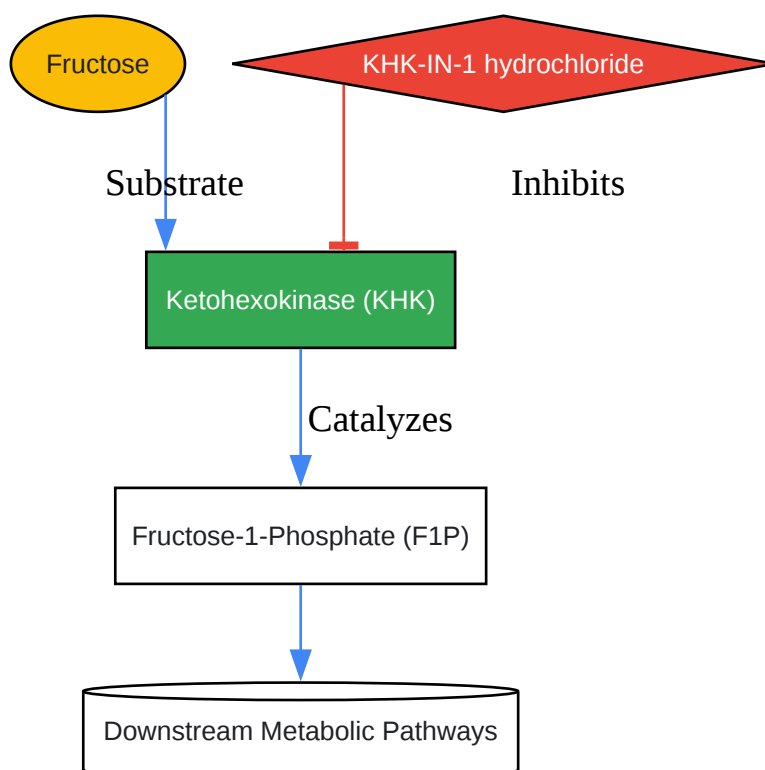 Fructose
KHK-IN-1 hydrochloride
Substrate
Inhibits
Ketohexokinase (KHK)
Catalyzes
Fructose-1-Phosphate (F1P)
Downstream Metabolic Pathways